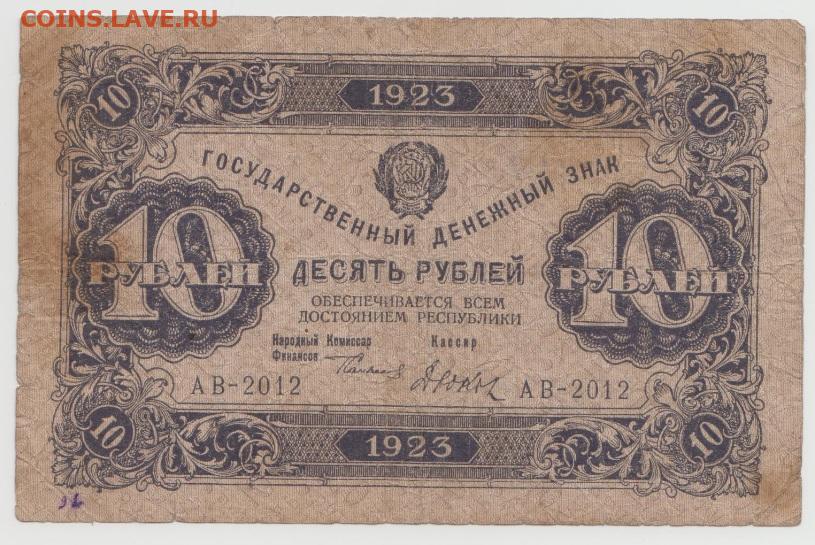 COINS.LAVE.RU
1923
10 10
ГОСУДАРСТВЕННЫЙ ДЕНЕЖНЫЙ ЗНАК
10 10
РУБЛЕЙ РУБЛЕЙ
ДЕСЯТЬ РУБЛЕЙ
ОБЕСПЕЧИВАЕТСЯ ВСЕМ
ДОСТОЯНИЕМ РЕСПУБЛИКИ
Народный Комиссар Кассир
Финансов
АВ-2012 АВ-2012
10 10
1923